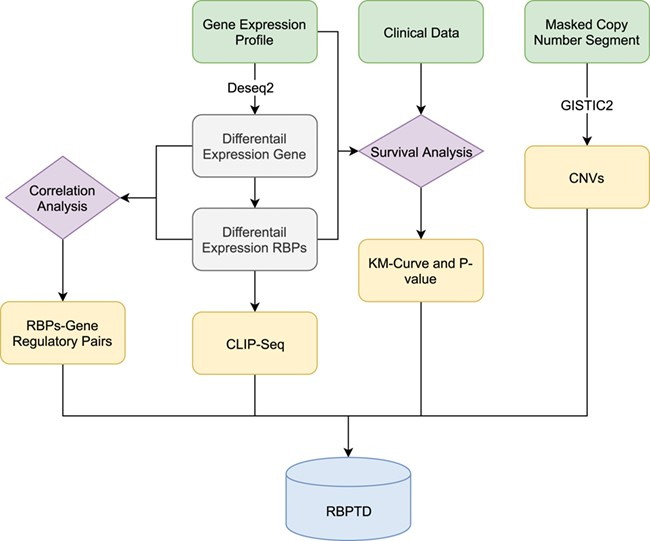 Gene Expression
Profile
Clinical Data
Masked Copy
Number Segment
Deseq2
GISTIC2
Differentail
Expression Gene
Survival Analysis
CNVs
Correlation
Analysis
Differentail
Expression RBPs
KM-Curve and P-
value
RBPs-Gene
Regulatory Pairs
CLIP-Seq
RBPTD